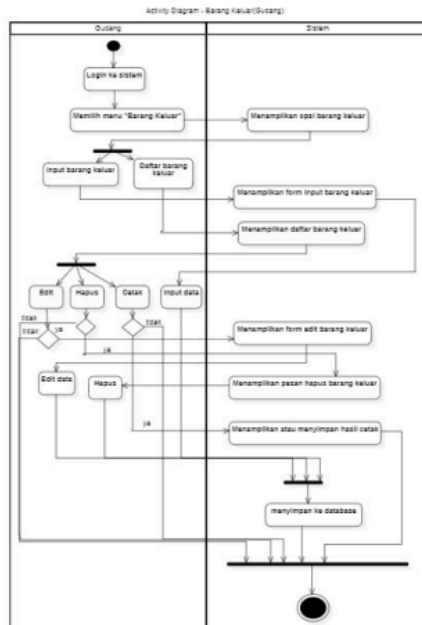 Activity Diagram - Barang Keluar(Gudang)
Gudang
Sistem
Login ke sistem
Memilih menu "Barang Keluar"
Menampilkan opsi barang keluar
Input barang keluar
Daftar barang
keluar
Menampilkan form input barang keluar
Menampilkan daftar barang keluar
Edit
Hapus
Cetak
Input data
tidak
tidak
ya
tidak
Menampilkan form edit barang keluar
ya
Edit data
Hapus
Menampilkan pesan hapus barang keluar
ya
Menampilkan atau menyimpan hasil cetak
menyimpan ke database